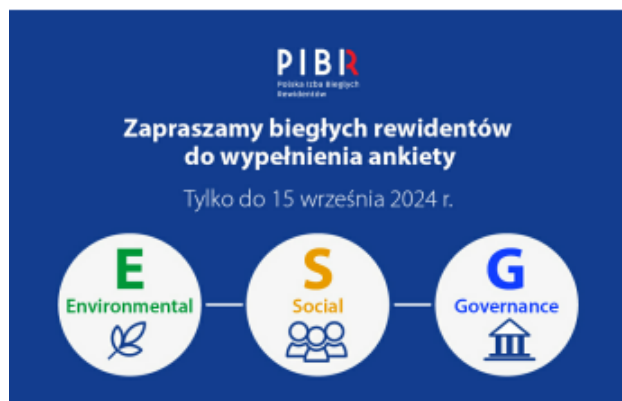 PIBR
Polska Izba Biegłych
Rewidentów
Zapraszamy biegłych rewidentów
do wypełnienia ankiety
Tylko do 15 września 2024 r.
E S G
Environmental Social Governance